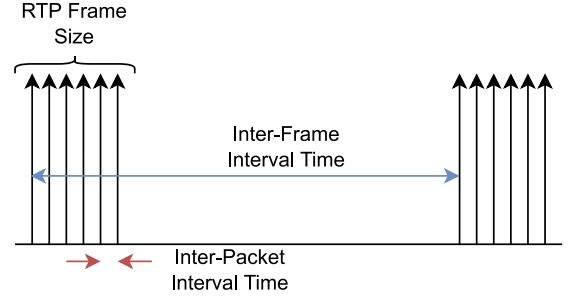 RTP Frame
Size
Inter-Frame
Interval Time
Inter-Packet
Interval Time